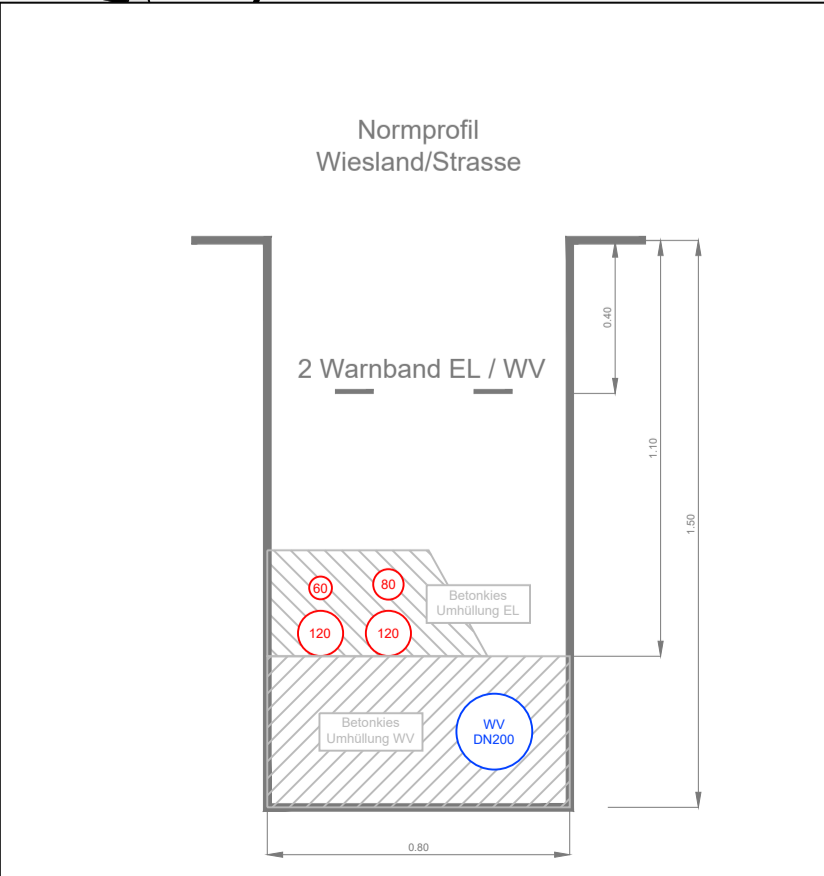 Normprofil
Wiesland/Strasse
0.40
2 Warnband EL / WV
1.10
1.50
60
80
Betonkies
Umhüllung EL
120
120
Betonkies
Umhüllung WV
WV
DN200
0.80